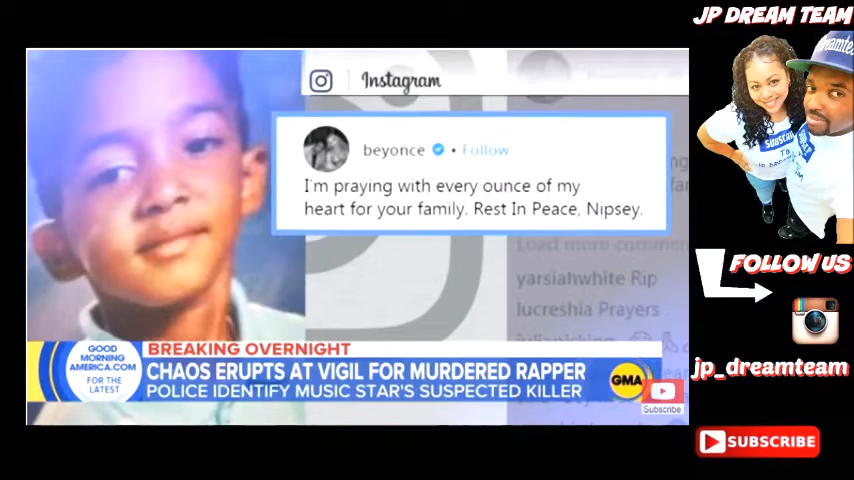 JP DREAM TEAM
Instagram
beyonce • Follow
I'm praying with every ounce of my
heart for your family. Rest In Peace, Nipsey.
Load more commen
yarsiahwhite Rip
lucreshia Prayers
FOLLOW US
jp_dreamteam
SUBSCRIBE
GOOD
MORNING
AMERICA.COM
FOR THE
LATEST
BREAKING OVERNIGHT
CHAOS ERUPTS AT VIGIL FOR MURDERED RAPPER
POLICE IDENTIFY MUSIC STAR'S SUSPECTED KILLER
GMA
Subscribe